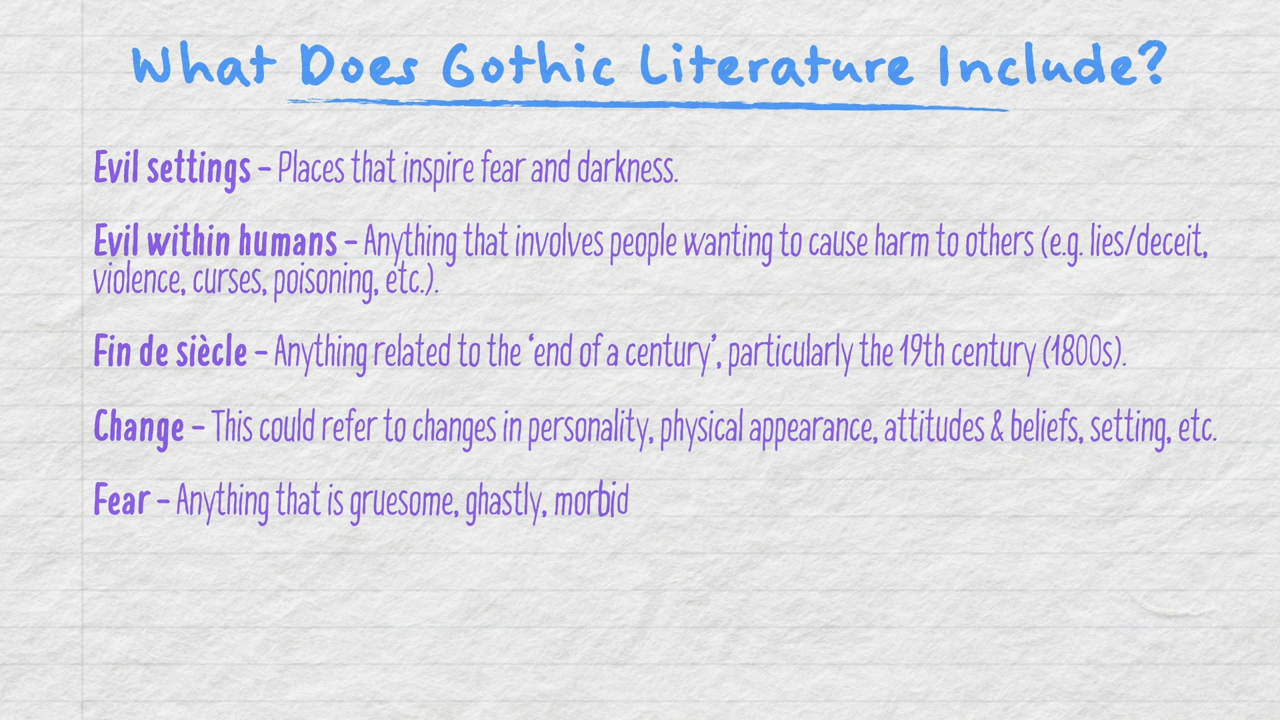 What Does Gothic Literature Include?
Evil settings – Places that inspire fear and darkness.
Evil within humans – Anything that involves people wanting to cause harm to others (e.g. lies/deceit,
violence, curses, poisoning, etc.).
Fin de siècle – Anything related to the ‘end of a century’, particularly the 19th century (1800s).
Change – This could refer to changes in personality, physical appearance, attitudes & beliefs, setting, etc.
Fear – Anything that is gruesome, ghastly, morbid